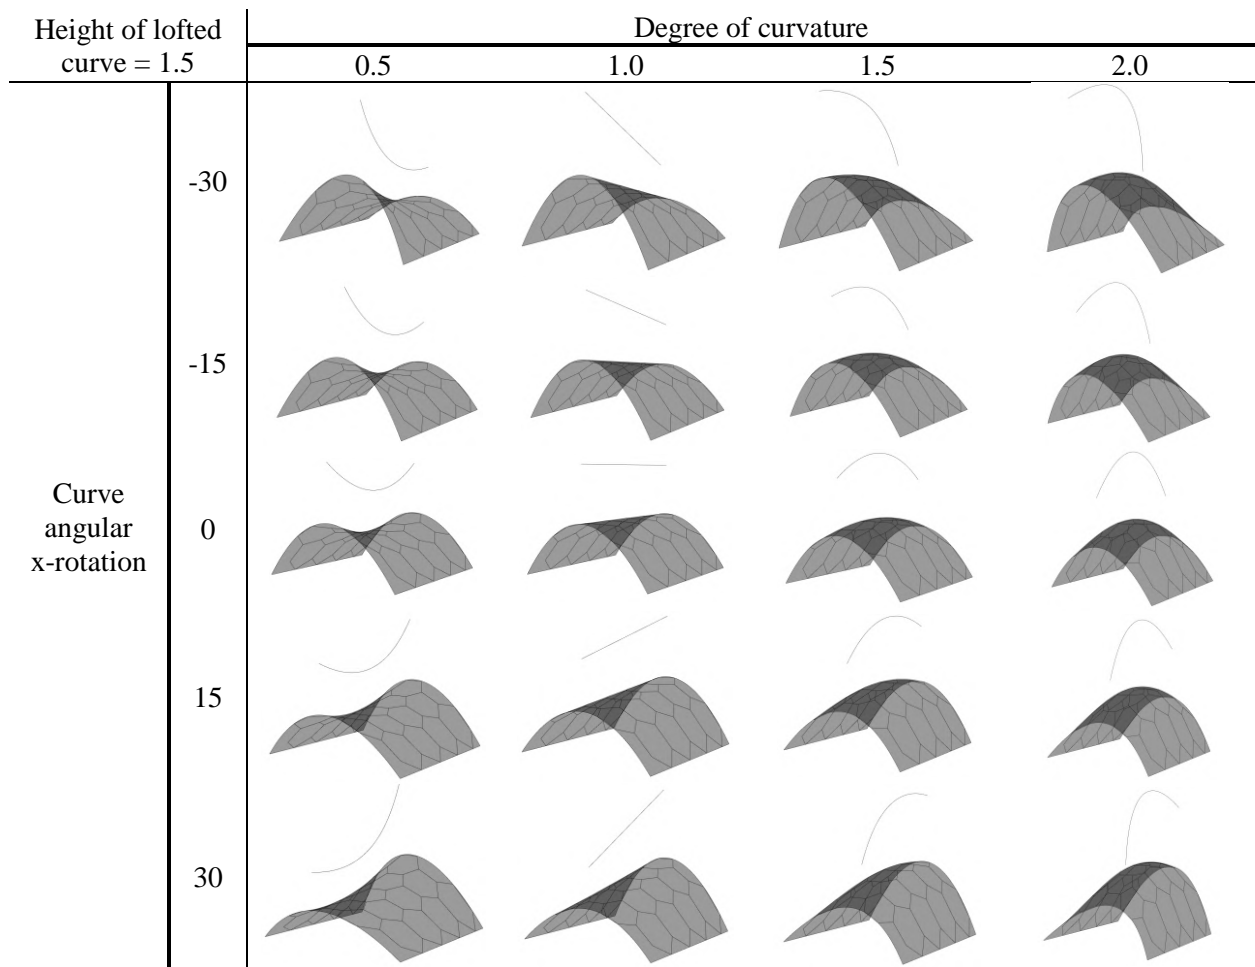 Height of lofted
curve = 1.5
Degree of curvature
0.5 1.0 1.5 2.0
-30
-15
Curve
angular
x-rotation
0
15
30